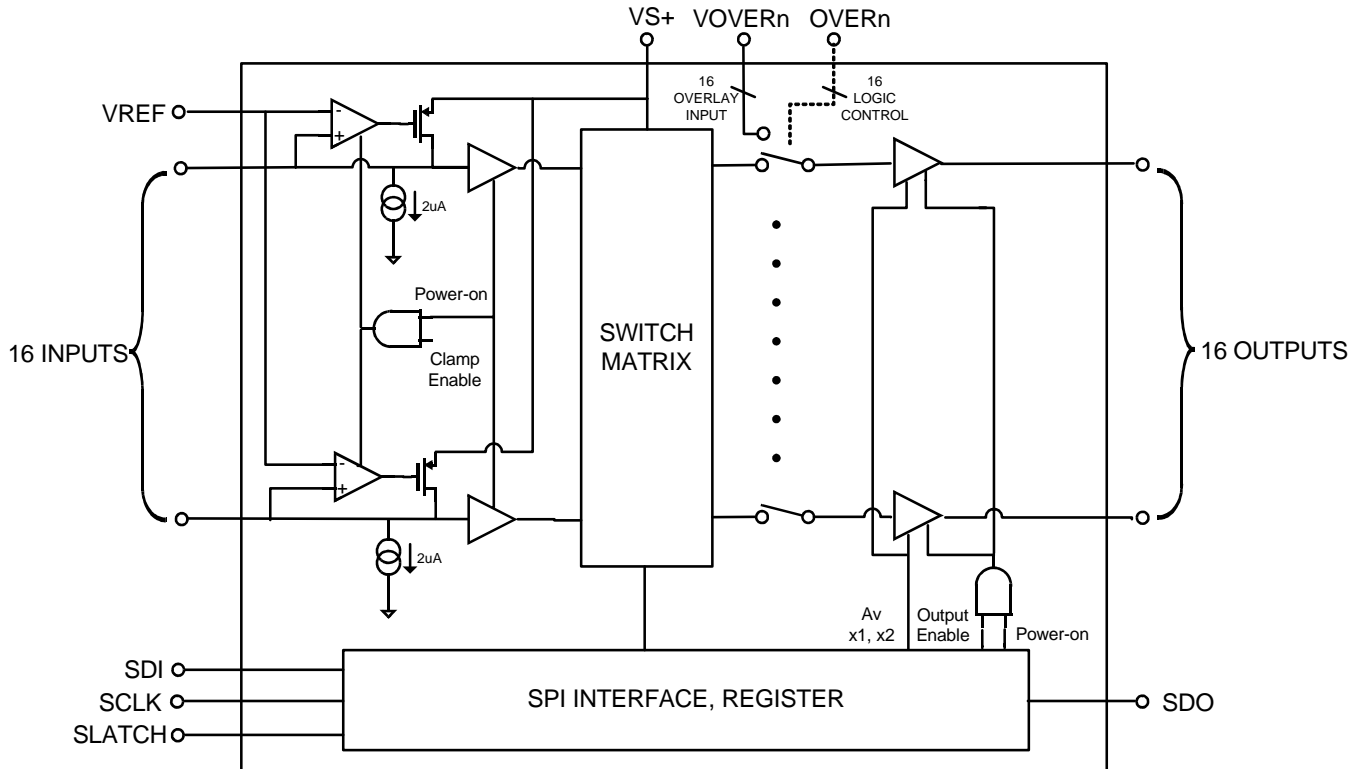 VS+ VOVERn OVERn
VREF
16
OVERLAY
INPUT
16
LOGIC
CONTROL
-
+
2uA
Power-on
Clamp
Enable
16 INPUTS
SWITCH
MATRIX
16 OUTPUTS
-
+
2uA
Av
x1, x2
Output
Enable
Power-on
SDI
SCLK
SLATCH
SPI INTERFACE, REGISTER
SDO